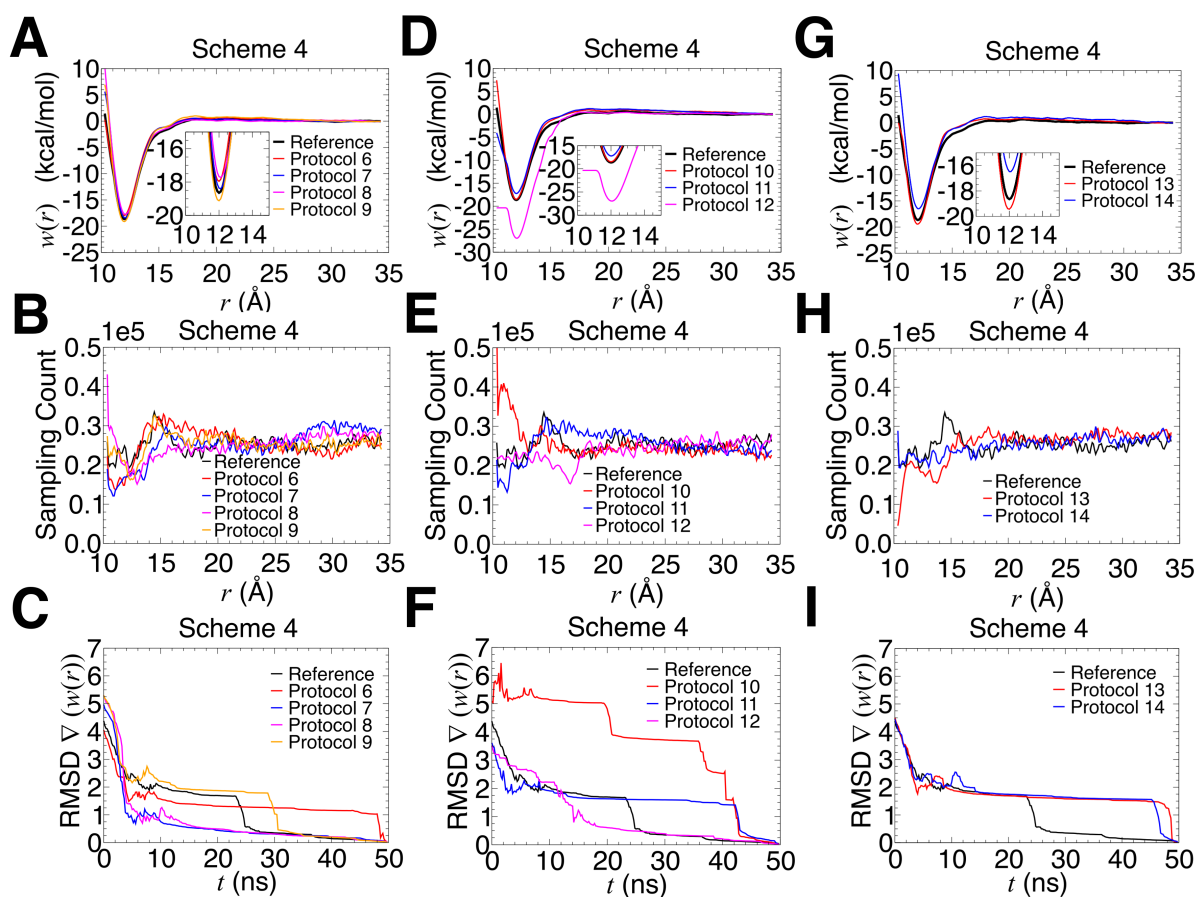 A
Scheme 4
w(r) (kcal/mol)
10
5
0
-5
-10
-15
-20
-25
-16
-18
-20
10 12 14
Reference
Protocol 6
Protocol 7
Protocol 8
Protocol 9
10 15 20 25 30 35
r (Å)
D
Scheme 4
w(r) (kcal/mol)
10
5
0
-5
-10
-15
-20
-25
-30
-15
-20
-25
-30
10 12 14
Reference
Protocol 10
Protocol 11
Protocol 12
10 15 20 25 30 35
r (Å)
G
Scheme 4
w(r) (kcal/mol)
10
5
0
-5
-10
-15
-20
-25
-16
-18
-20
10 12 14
Reference
Protocol 13
Protocol 14
10 15 20 25 30 35
r (Å)
B
Scheme 4
1e5
Sampling Count
0.5
0.4
0.3
0.2
0.1
0.0
Reference
Protocol 6
Protocol 7
Protocol 8
Protocol 9
10 15 20 25 30 35
r (Å)
E
Scheme 4
Sampling Count
0.5
0.4
0.3
0.2
0.1
0.0
Reference
Protocol 10
Protocol 11
Protocol 12
10 15 20 25 30 35
r (Å)
H
Scheme 4
1e5
Sampling Count
0.5
0.4
0.3
0.2
0.1
0.0
Reference
Protocol 13
Protocol 14
10 15 20 25 30 35
r (Å)
C
Scheme 4
RMSD ∇ (w(r))
7
6
5
4
3
2
1
0
Reference
Protocol 6
Protocol 7
Protocol 8
Protocol 9
0 10 20 30 40 50
t (ns)
F
Scheme 4
RMSD ∇ (w(r))
7
6
5
4
3
2
1
0
Reference
Protocol 10
Protocol 11
Protocol 12
0 10 20 30 40 50
t (ns)
I
Scheme 4
RMSD ∇ (w(r))
7
6
5
4
3
2
1
0
Reference
Protocol 13
Protocol 14
0 10 20 30 40 50
t (ns)